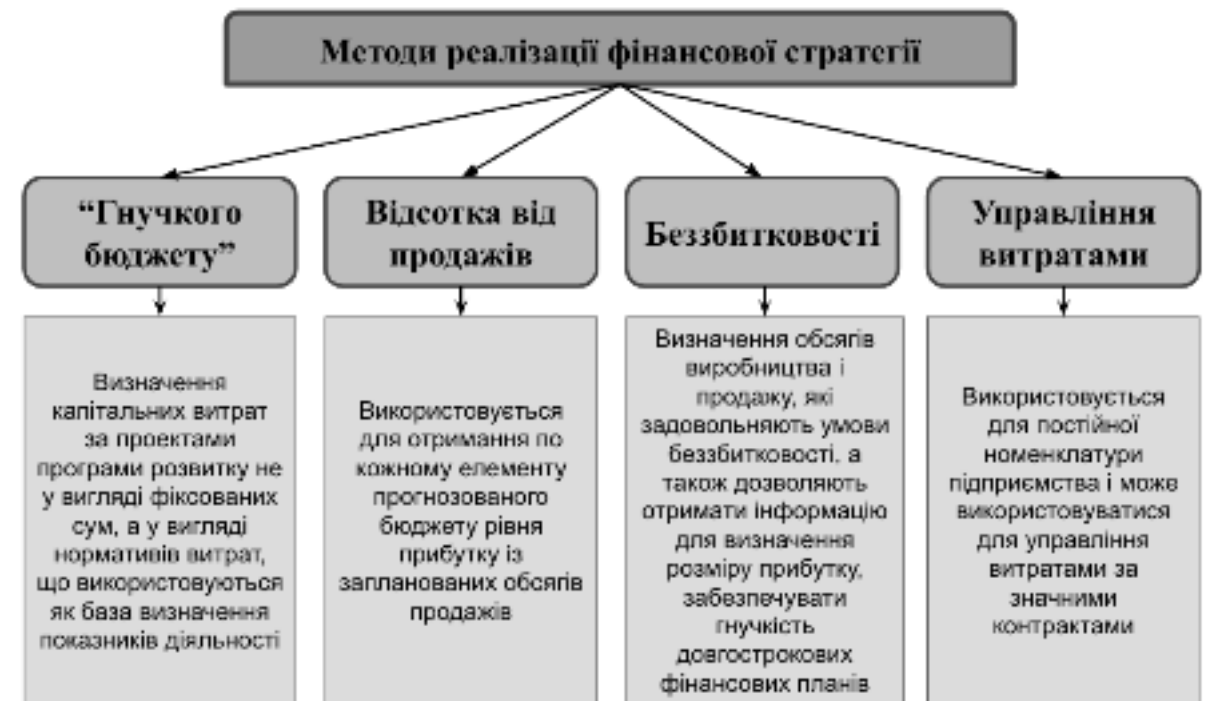 Методи реалізації фінансової стратегії
“Гнучкого
бюджету”
Відсотка від
продажів
Беззбитковості
Управління
витратами
Визначення
капітальних витрат
за проектами
програми розвитку не
у вигляді фіксованих
сум, а у вигляді
нормативів витрат,
що використовуються
як база визначення
показників діяльності
Використовується
для отримання по
кожному елементу
прогнозованого
бюджету рівня
прибутку із
запланованих обсягів
продажів
Визначення обсягів
виробництва і
продажу, які
задовольняють умови
беззбитковості, а
також дозволяють
отримати інформацію
для визначення
розміру прибутку,
забезпечувати
гнучкість
довгострокових
фінансових планів
Використовується
для постійної
номенклатури
підприємства і може
використовуватися
для управління
витратами за
значними
контрактами